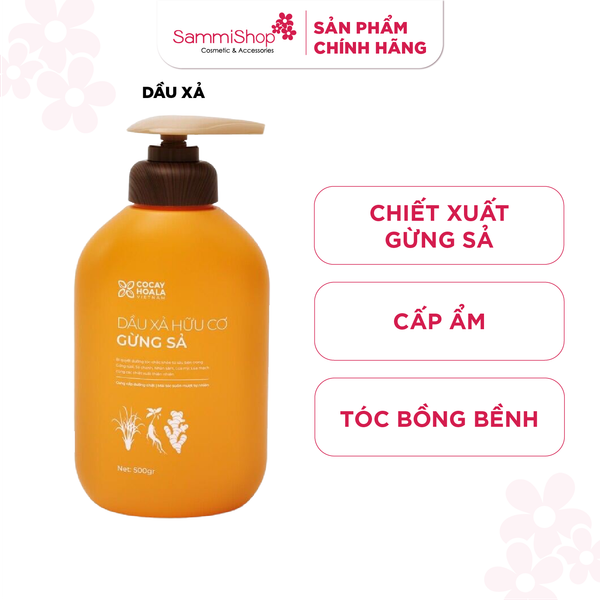 SammiShop
Cosmetic & Accessories
SẢN PHẨM
CHÍNH HÃNG
DẦU XẢ
COCAY
HOALA
VIETNAM
DẦU XẢ HỮU CƠ
GỪNG SẢ
Net: 500gr
CHIẾT XUẤT
GỪNG SẢ
CẤP ẨM
TÓC BỒNG BỀNH